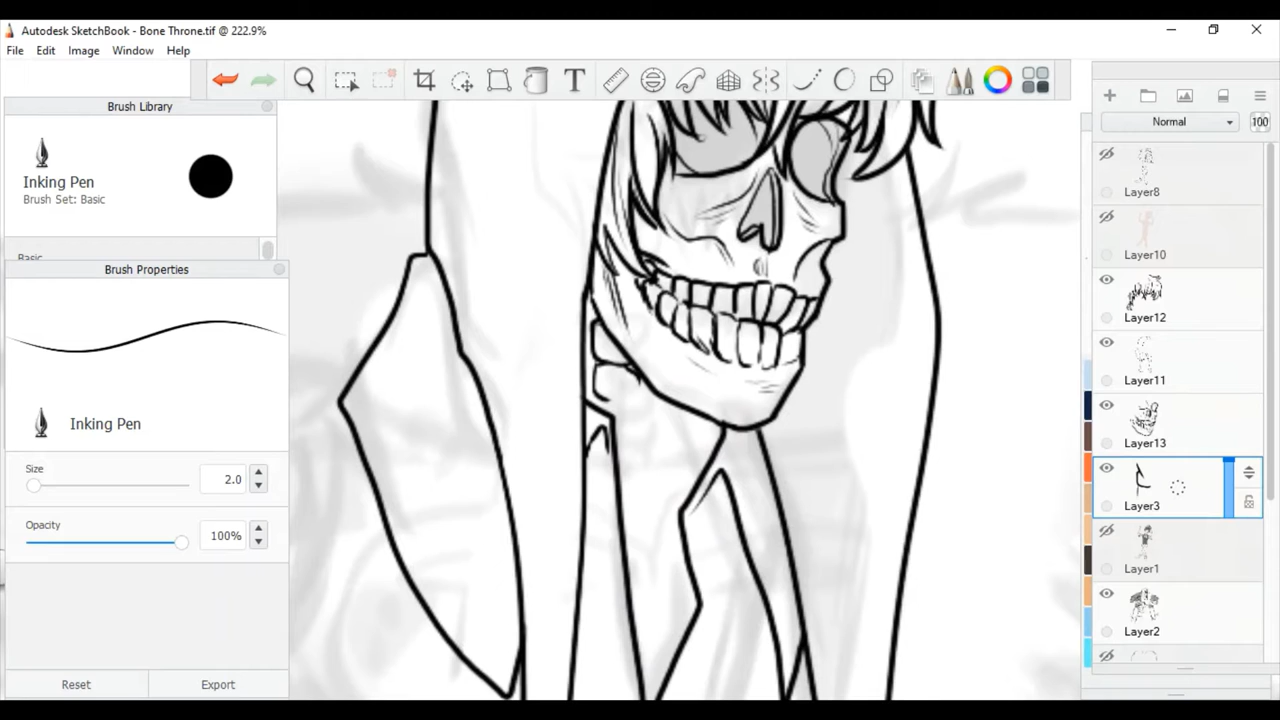 Autodesk SketchBook - Bone Throne.tif @ 222.9%
File Edit Image Window Help
Brush Library
Inking Pen
Brush Set: Basic
Basic
Brush Properties
Inking Pen
Size
2.0
Opacity
100%
Reset Export
Normal 100
Layer8
Layer10
Layer12
Layer11
Layer13
Layer3
Layer1
Layer2